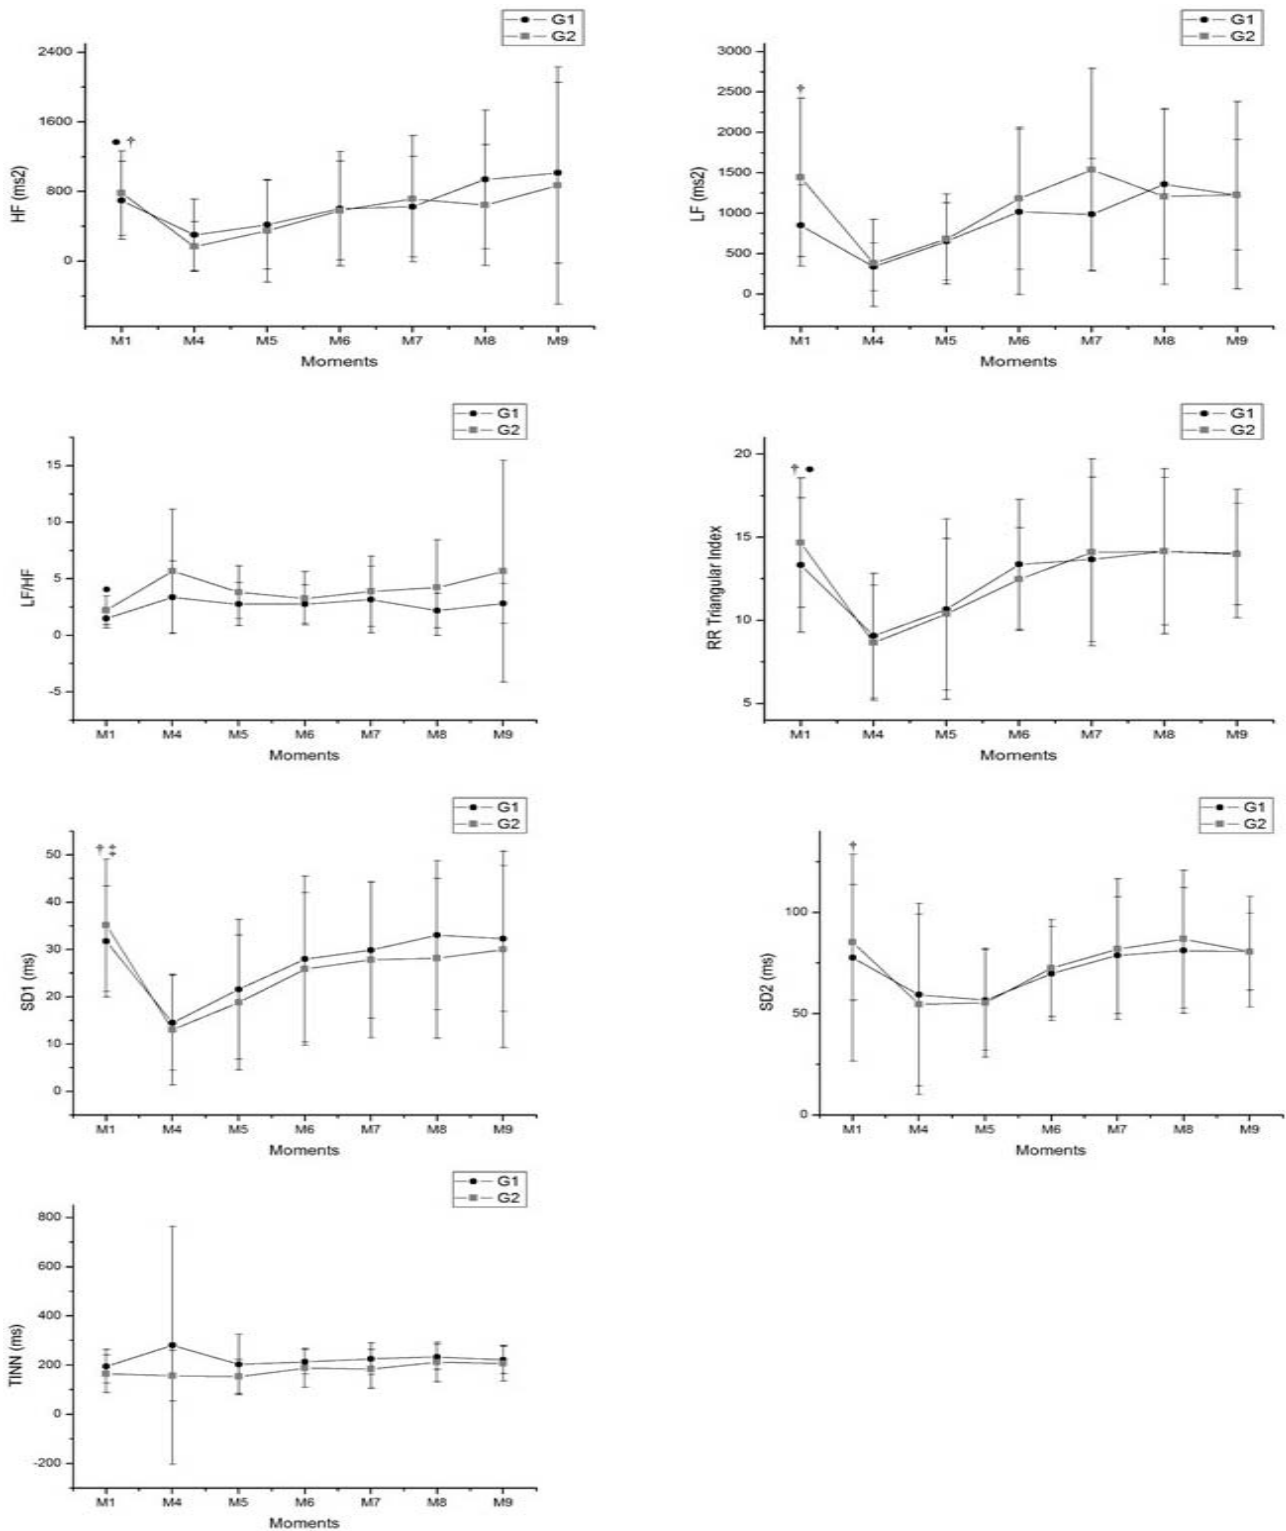 G1
G2
2400
1600
800
0
HF (ms2)
● †
M1 M4 M5 M6 M7 M8 M9
Moments
G1
G2
3000
2500
2000
1500
1000
500
0
LF (ms2)
†
M1 M4 M5 M6 M7 M8 M9
Moments
G1
G2
15
10
5
0
-5
LF/HF
●
M1 M4 M5 M6 M7 M8 M9
Moments
G1
G2
20
15
10
5
RR Triangular Index
† ●
M1 M4 M5 M6 M7 M8 M9
Moments
G1
G2
50
40
30
20
10
0
SD1 (ms)
† ‡
M1 M4 M5 M6 M7 M8 M9
Moments
G1
G2
100
50
0
SD2 (ms)
†
M1 M4 M5 M6 M7 M8 M9
Moments
G1
G2
800
600
400
200
0
-200
TINN (ms)
M1 M4 M5 M6 M7 M8 M9
Moments